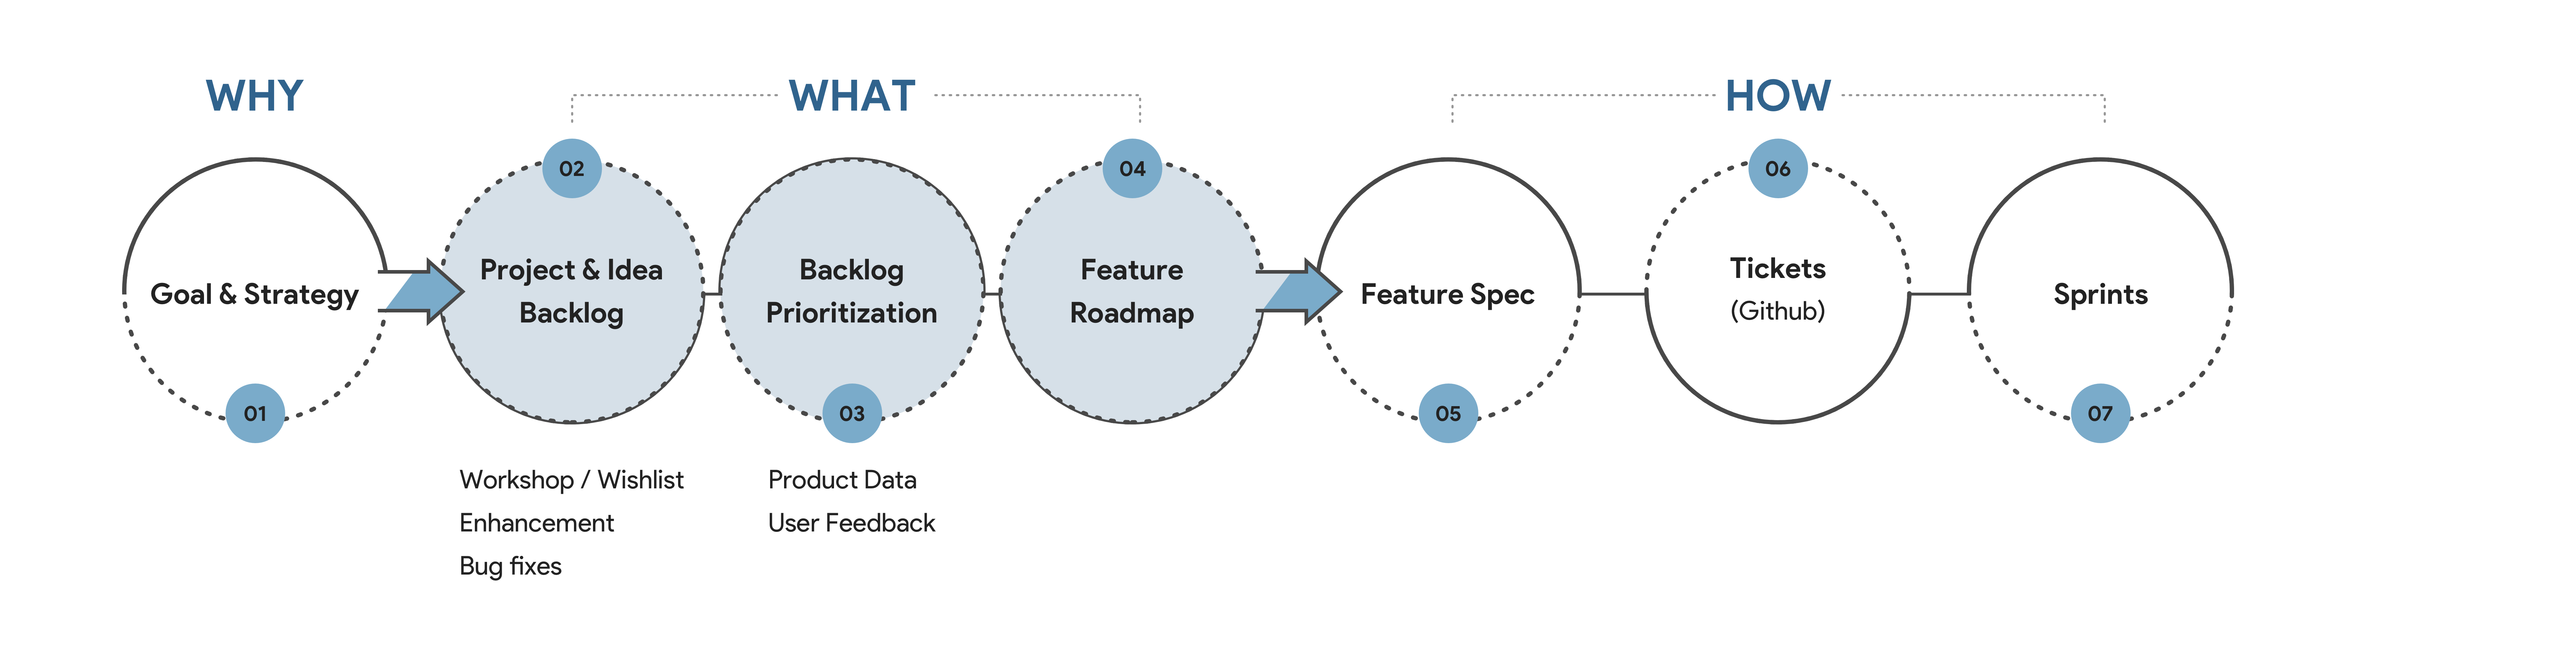 WHY
WHAT
HOW
02
04
06
Goal & Strategy
Project & Idea
Backlog
Backlog
Prioritization
Feature
Roadmap
Feature Spec
Tickets
(Github)
Sprints
01
03
05
07
Workshop / Wishlist
Enhancement
Bug fixes
Product Data
User Feedback